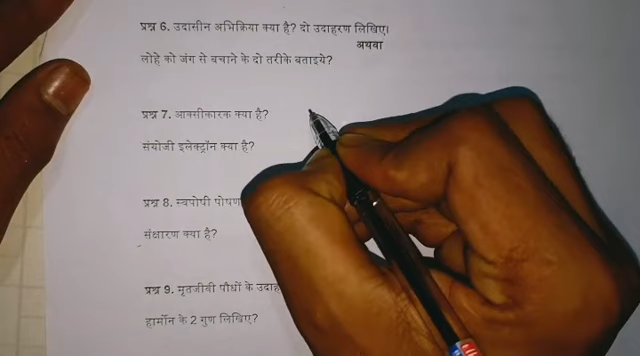 प्रश्न 6. उदासीन अभिक्रिया क्या है? दो उदाहरण लिखिए।
अथवा
लोहे को जंग से बचाने के दो तरीके बताइये?
प्रश्न 7. आक्सीकारक क्या है?
संयोजी इलेक्ट्रॉन क्या है?
प्रश्न 8. स्वपोषी पोषण
संक्षारण क्या है?
प्रश्न 9. मृतजीवी पौधों के
हार्मोन के 2 गुण लिखिए?